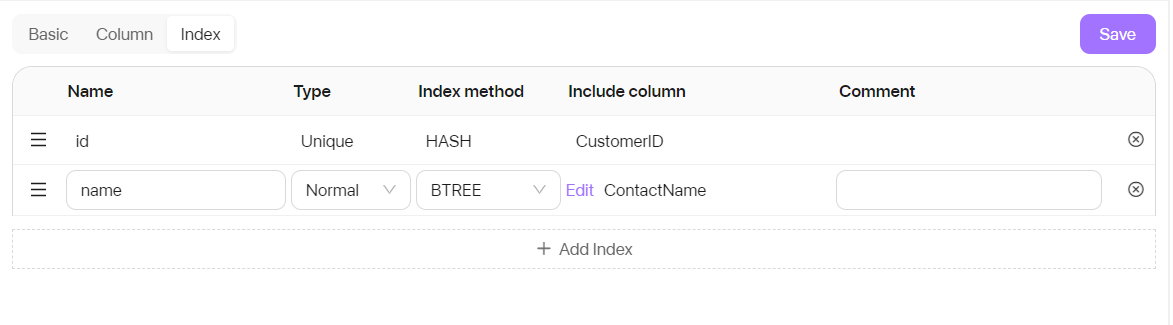 Basic Column Index Save
Name Type Index method Include column Comment
id Unique HASH CustomerID
name Normal BTREE Edit ContactName
Add Index